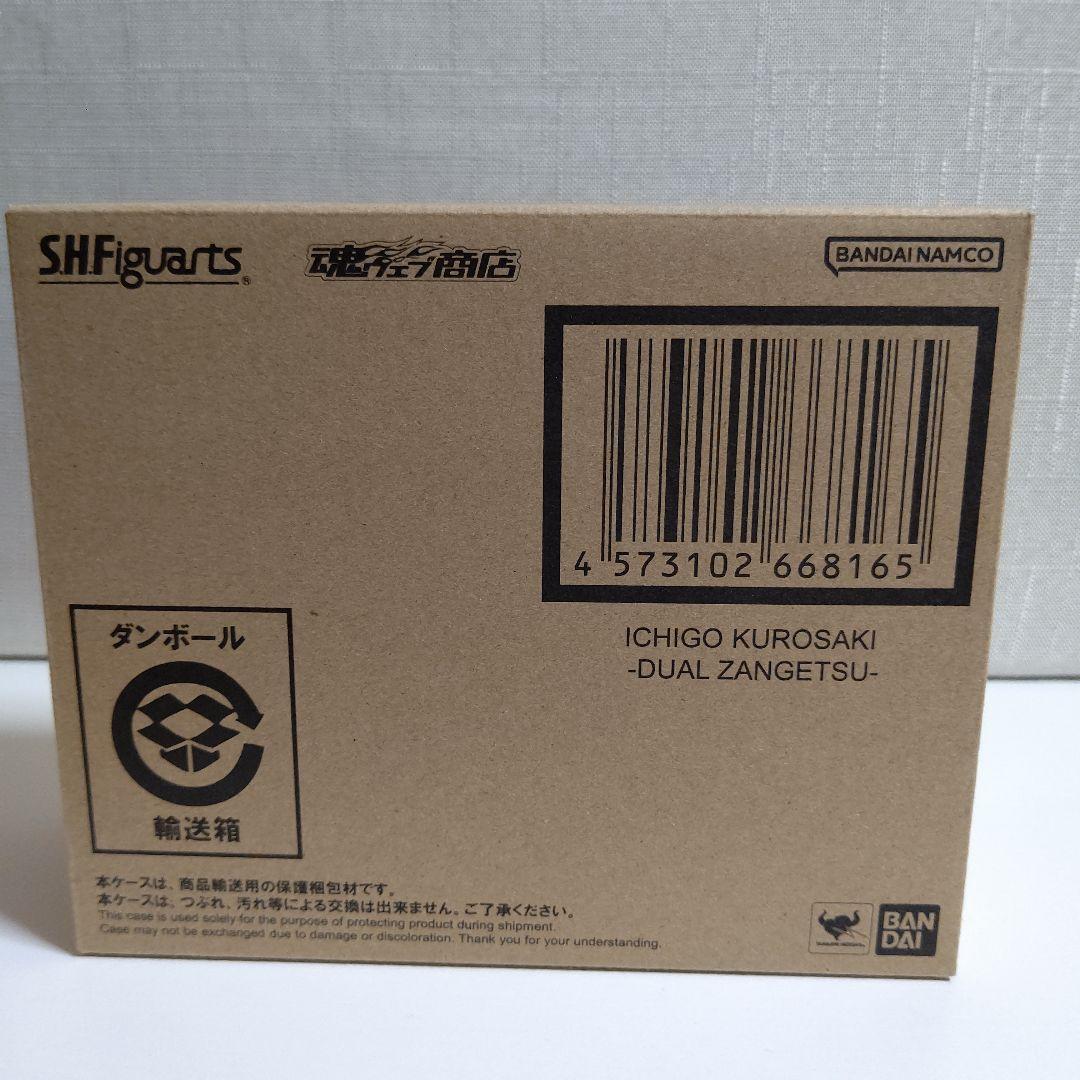 S.H.Figuarts®
魂ウェブ商店
BANDAI NAMCO
4 573102 668165
ICHIGO KUROSAKI
-DUAL ZANGETSU-
ダンボール
輸送箱
本ケースは、商品輸送用の保護梱包材です。
本ケースは、つぶれ、汚れ等による交換は出来ません。ご了承ください。
This case is used solely for the purpose of protecting product during shipment.
Case may not be exchanged due to damage or discoloration. Thank you for your understanding.
BAN
DAI